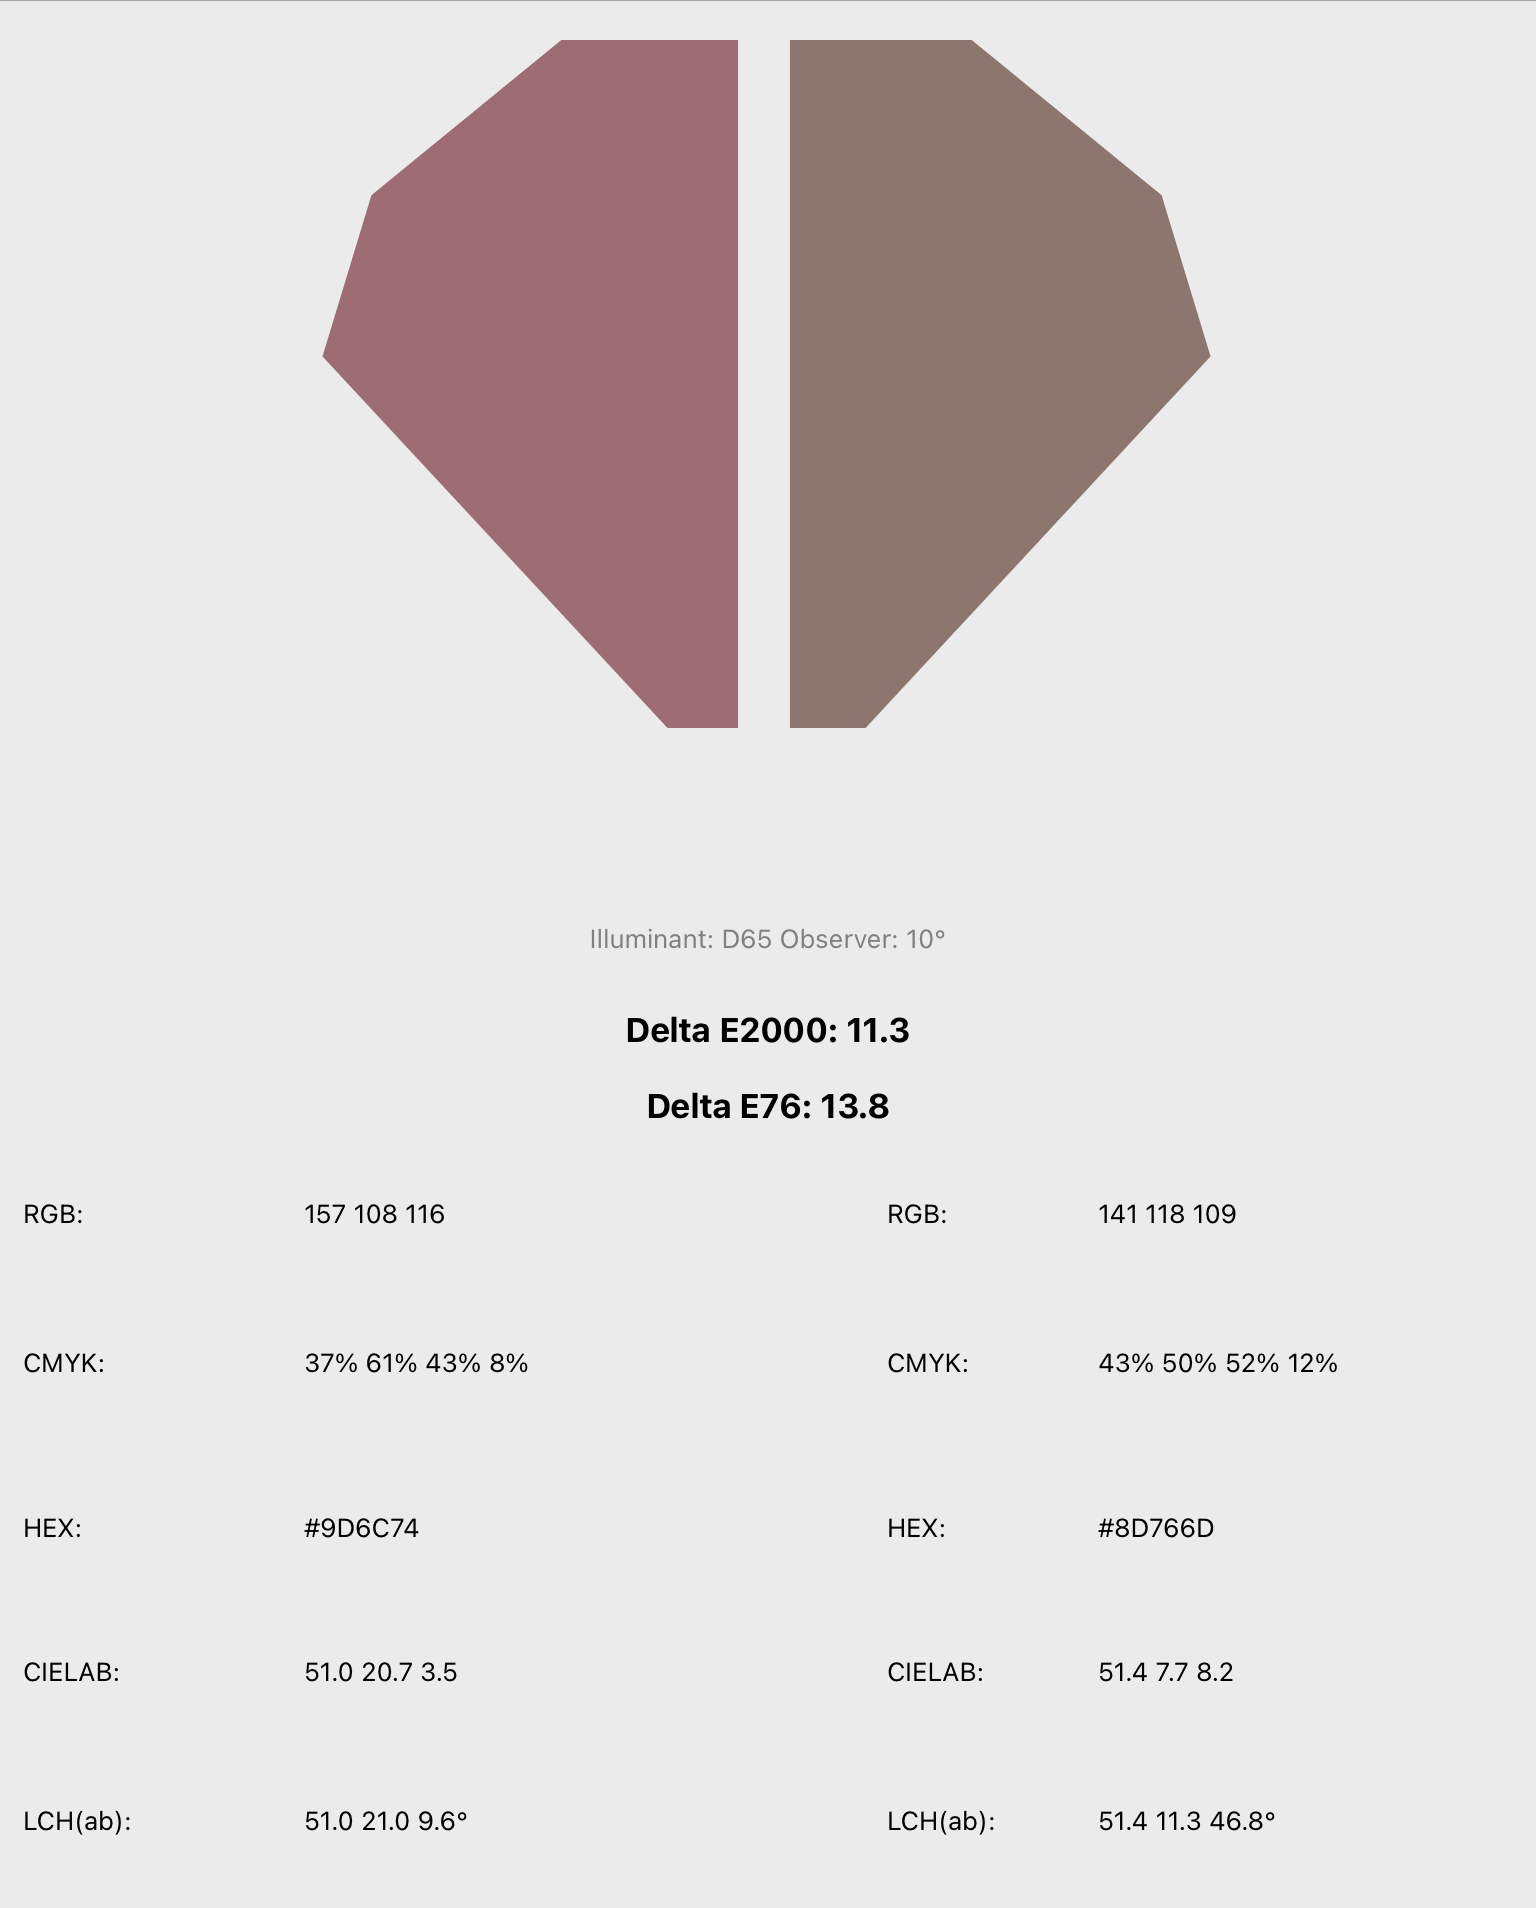 Illuminant: D65 Observer: 10°
Delta E2000: 11.3
Delta E76: 13.8
RGB: 157 108 116 RGB: 141 118 109
CMYK: 37% 61% 43% 8% CMYK: 43% 50% 52% 12%
HEX: #9D6C74 HEX: #8D766D
CIELAB: 51.0 20.7 3.5 CIELAB: 51.4 7.7 8.2
LCH(ab): 51.0 21.0 9.6° LCH(ab): 51.4 11.3 46.8°